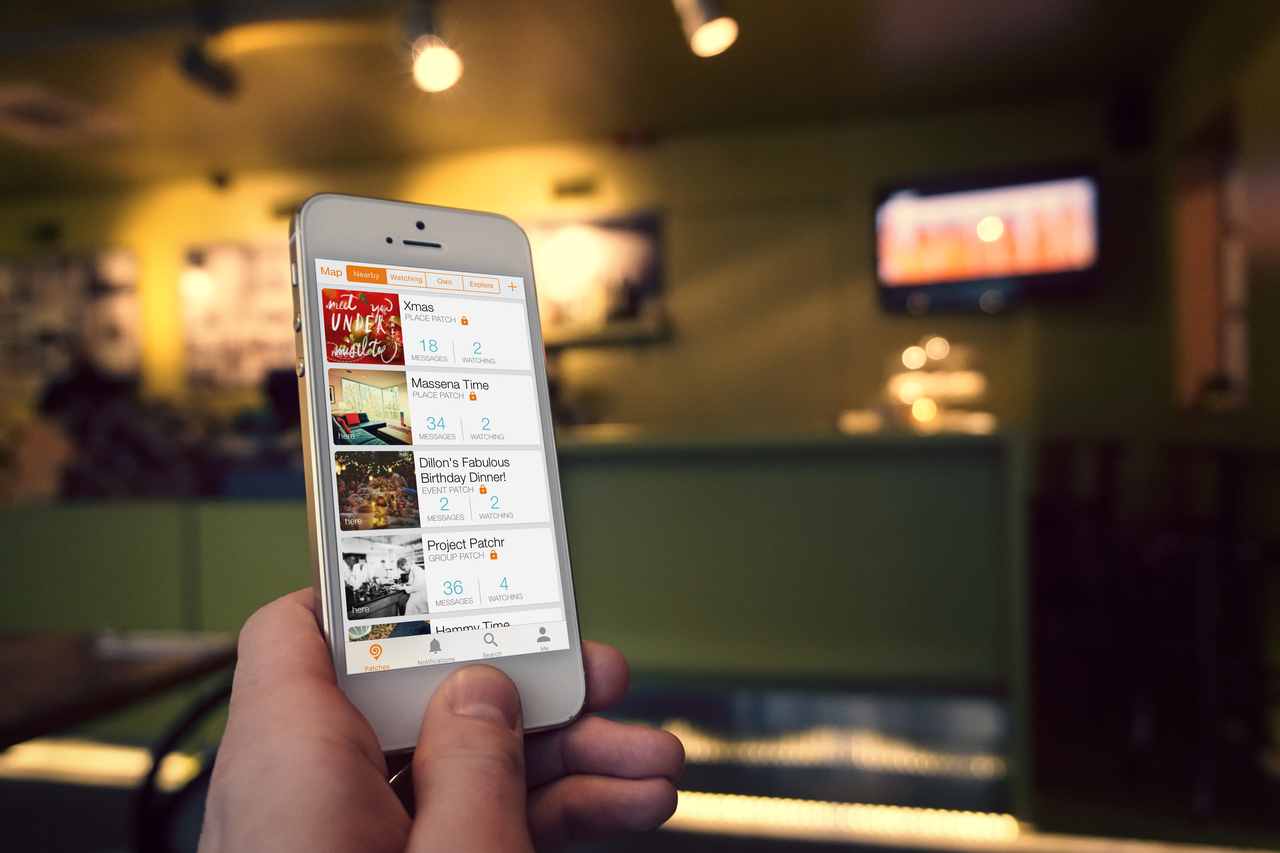 Map Nearby Watching Own Explore +
meet you
UNDER
mistletoe
Xmas
PLACE PATCH
18 2
MESSAGES WATCHING
Massena Time
PLACE PATCH
34 2
MESSAGES WATCHING
here
Dillon's Fabulous
Birthday Dinner!
EVENT PATCH
2 2
MESSAGES WATCHING
here
Project Patchr
GROUP PATCH
36 4
MESSAGES WATCHING
here
Hammy Time
Patches Notifications Search Me